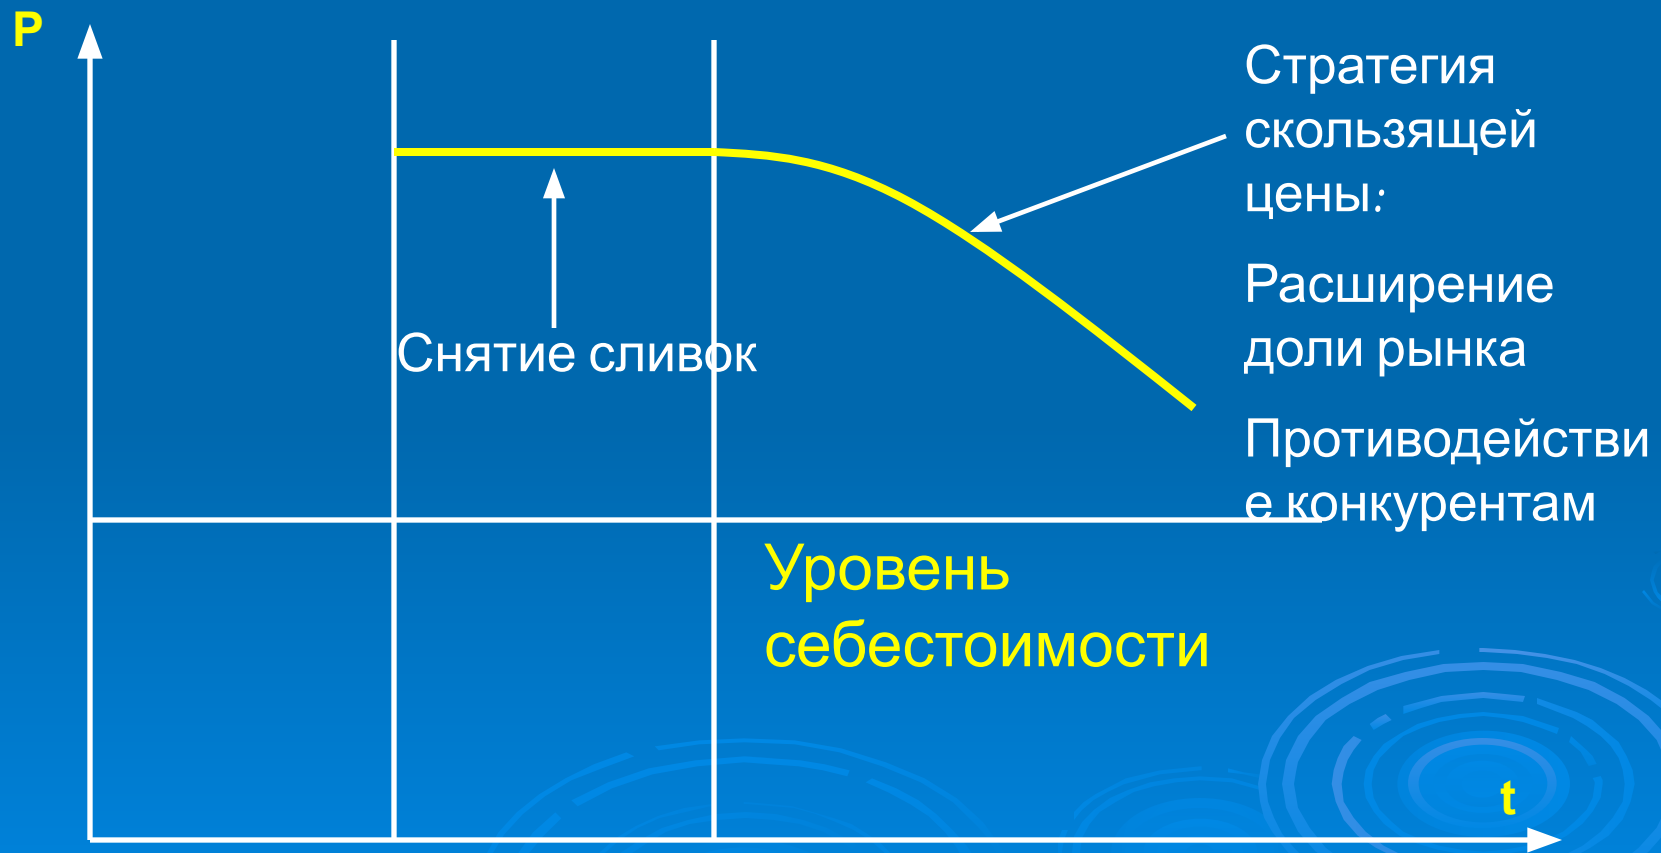 P
Стратегия
скользящей
цены:
Расширение
доли рынка
Противодействи
е конкурентам
Снятие сливок
Уровень
себестоимости
t